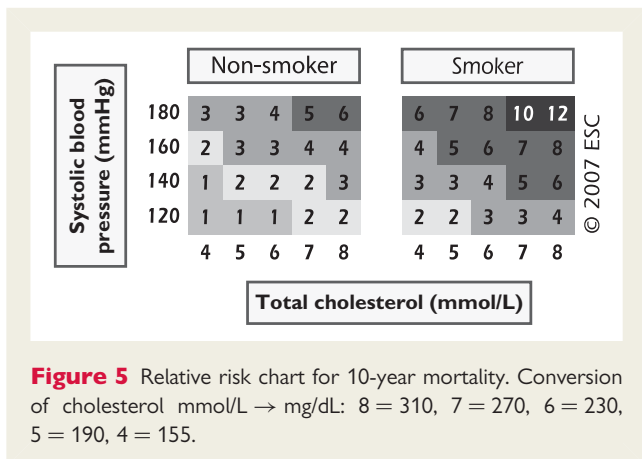 Non-smoker Smoker
Systolic blood
pressure (mmHg)
180 3 3 4 5 6 6 7 8 10 12
160 2 3 3 4 4 4 5 6 7 8
140 1 2 2 2 3 3 3 4 5 6
120 1 1 1 2 2 2 2 3 3 4
4 5 6 7 8 4 5 6 7 8
© 2007 ESC
Total cholesterol (mmol/L)
Figure 5 Relative risk chart for 10-year mortality. Conversion
of cholesterol mmol/L → mg/dL: 8 = 310, 7 = 270, 6 = 230,
5 = 190, 4 = 155.